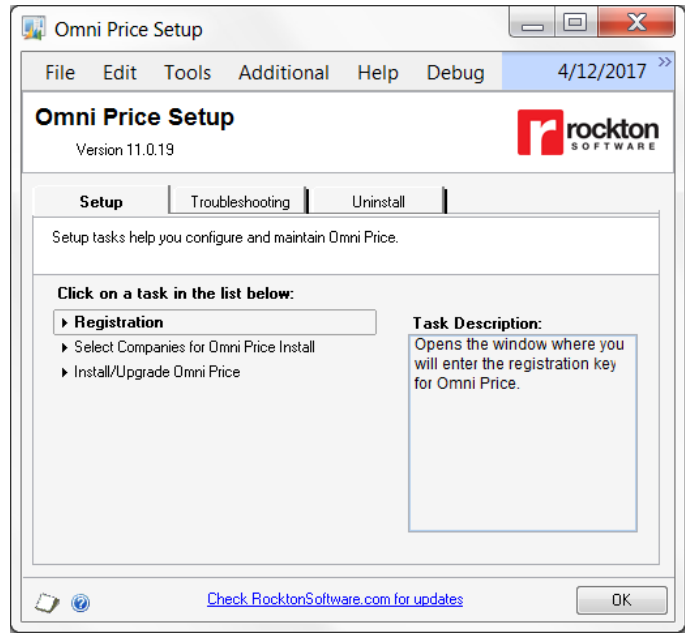 Omni Price Setup
File Edit Tools Additional Help Debug 4/12/2017 »
Omni Price Setup
Version 11.0.19
rockton
SOFTWARE
Setup Troubleshooting Uninstall
Setup tasks help you configure and maintain Omni Price.
Click on a task in the list below:
Registration
Select Companies for Omni Price Install
Install/Upgrade Omni Price
Task Description:
Opens the window where you
will enter the registration key
for Omni Price.
Check RocktonSoftware.com for updates
OK